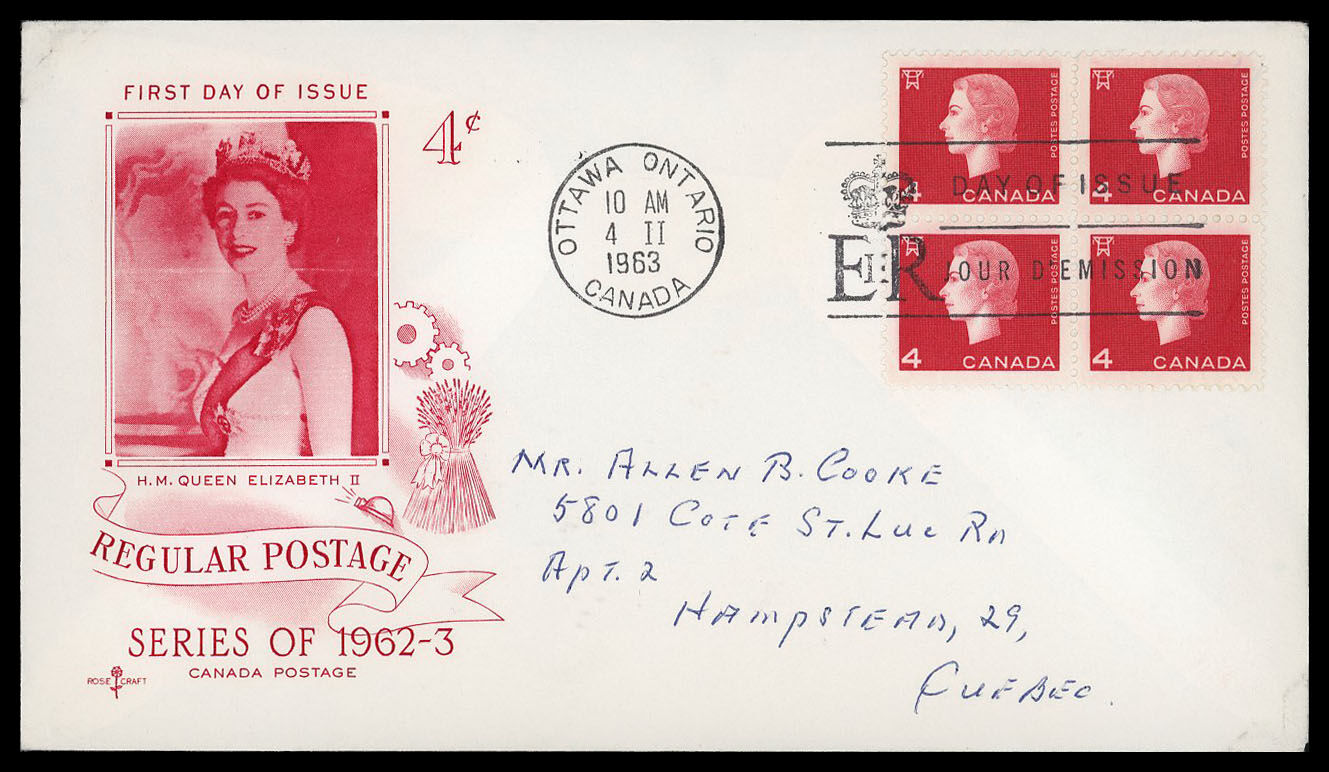 FIRST DAY OF ISSUE
4¢
H.M. QUEEN ELIZABETH II
REGULAR POSTAGE
SERIES OF 1962-3
CANADA POSTAGE
ROSE CRAFT
OTTAWA ONTARIO
10 AM
4 II
1963
CANADA
POSTES POSTAGE
4 CANADA
POSTES POSTAGE
4 CANADA
DAY OF ISSUE
EIIR
OUR D'EMISSION
POSTES POSTAGE
4 CANADA
POSTES POSTAGE
4 CANADA
MR. ALLEN B. COOKE
5801 COTE ST. LUC RD
APT. 2
HAMPSTEAD, 29,
QUEBEC.